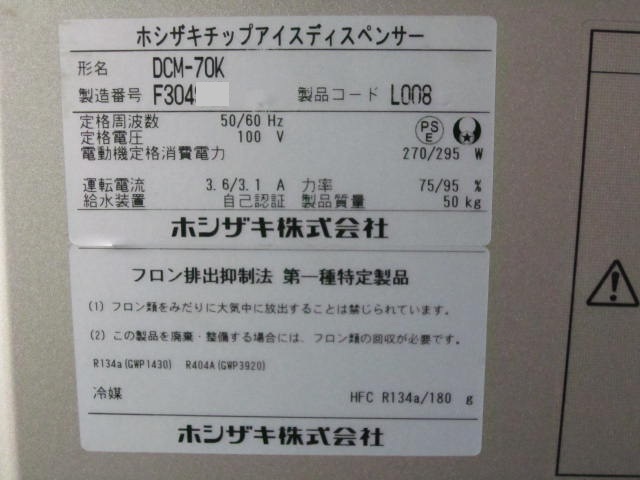 ホシザキチップアイスディスペンサー
形名 DCM-70K
製造番号 F304 製品コード L008
定格周波数 50/60 Hz
定格電圧 100 V
PS E
電動機定格消費電力 270/295 W
運転電流 3.6/3.1 A 力率 75/95 %
給水装置 自己認証 製品質量 50 kg
ホシザキ株式会社
フロン排出抑制法 第一種特定製品
(1) フロン類をみだりに大気中に放出することは禁じられています。
(2) この製品を廃棄・整備する場合には、フロン類の回収が必要です。
R134a(GWP1430) R404A(GWP3920)
冷媒 HFC R134a/180 g
ホシザキ株式会社